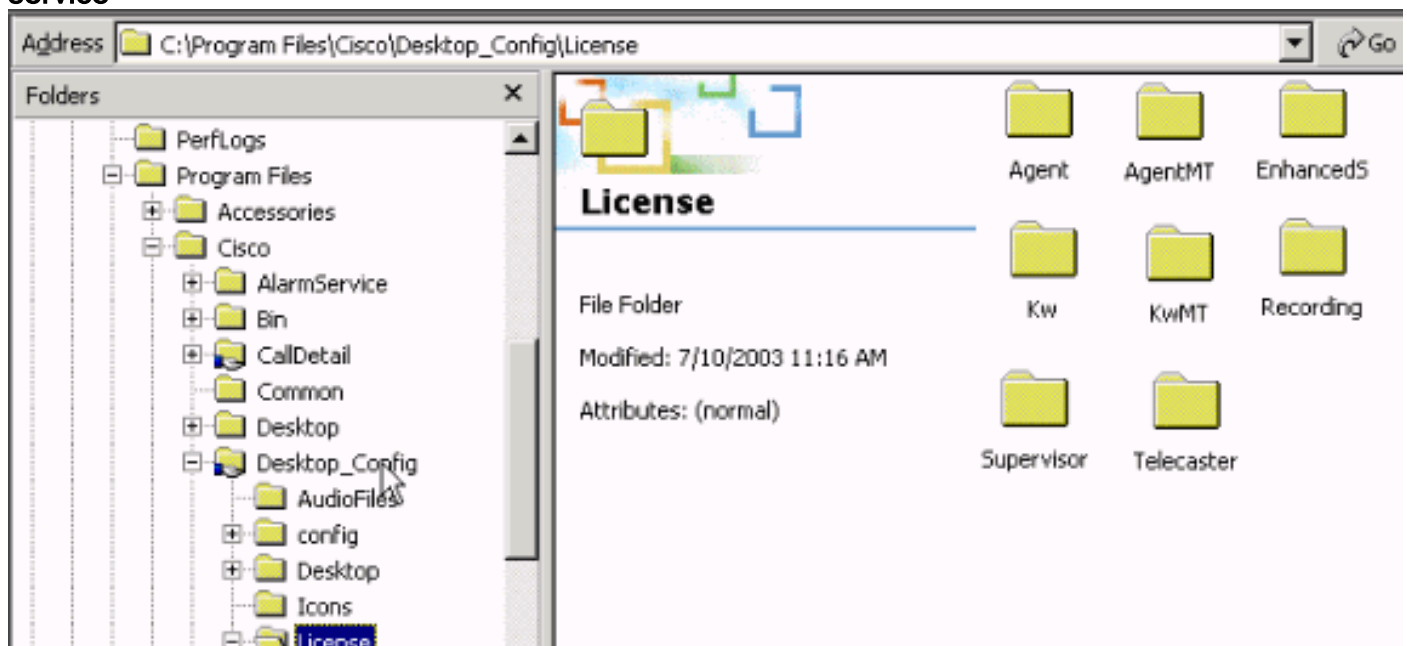 service
Address C:\Program Files\Cisco\Desktop_Config\License Go
Folders ×
PerfLogs
Program Files
Accessories
Cisco
AlarmService
Bin
CallDetail
Common
Desktop
Desktop_Config
AudioFiles
config
Desktop
Icons
License
License
File Folder
Modified: 7/10/2003 11:16 AM
Attributes: (normal)
Agent AgentMT EnhancedS
Kw KwMT Recording
Supervisor Telecaster